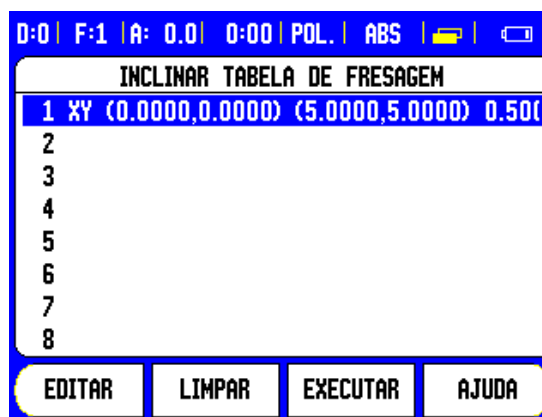 D:0 | F:1 | A: 0.0 | 0:00 | POL. | ABS
INCLINAR TABELA DE FRESAGEM
1 XY (0.0000,0.0000) (5.0000,5.0000) 0.500
2
3
4
5
6
7
8
EDITAR LIMPAR EXECUTAR AJUDA